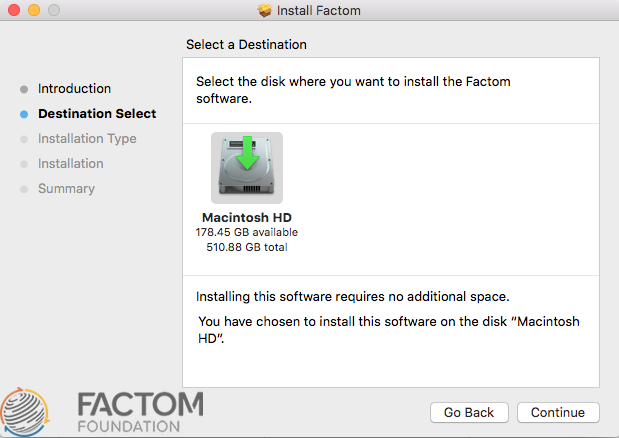 Install Factom
Select a Destination
Introduction
Destination Select
Installation Type
Installation
Summary
Select the disk where you want to install the Factom
software.
Macintosh HD
178.45 GB available
510.88 GB total
Installing this software requires no additional space.
You have chosen to install this software on the disk “Macintosh
HD”.
FACTOM
FOUNDATION
Go Back
Continue